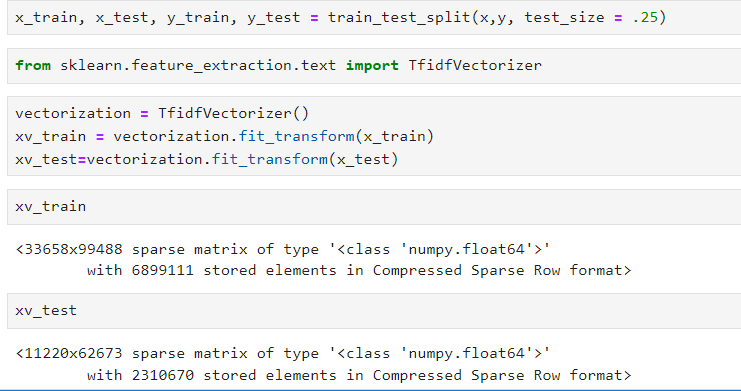 x_train, x_test, y_train, y_test = train_test_split(x,y, test_size = .25)
from sklearn.feature_extraction.text import TfidfVectorizer
vectorization = TfidfVectorizer()
xv_train = vectorization.fit_transform(x_train)
xv_test=vectorization.fit_transform(x_test)
xv_train
<33658x99488 sparse matrix of type '<class 'numpy.float64'>'
        with 6899111 stored elements in Compressed Sparse Row format>
xv_test
<11220x62673 sparse matrix of type '<class 'numpy.float64'>'
        with 2310670 stored elements in Compressed Sparse Row format>